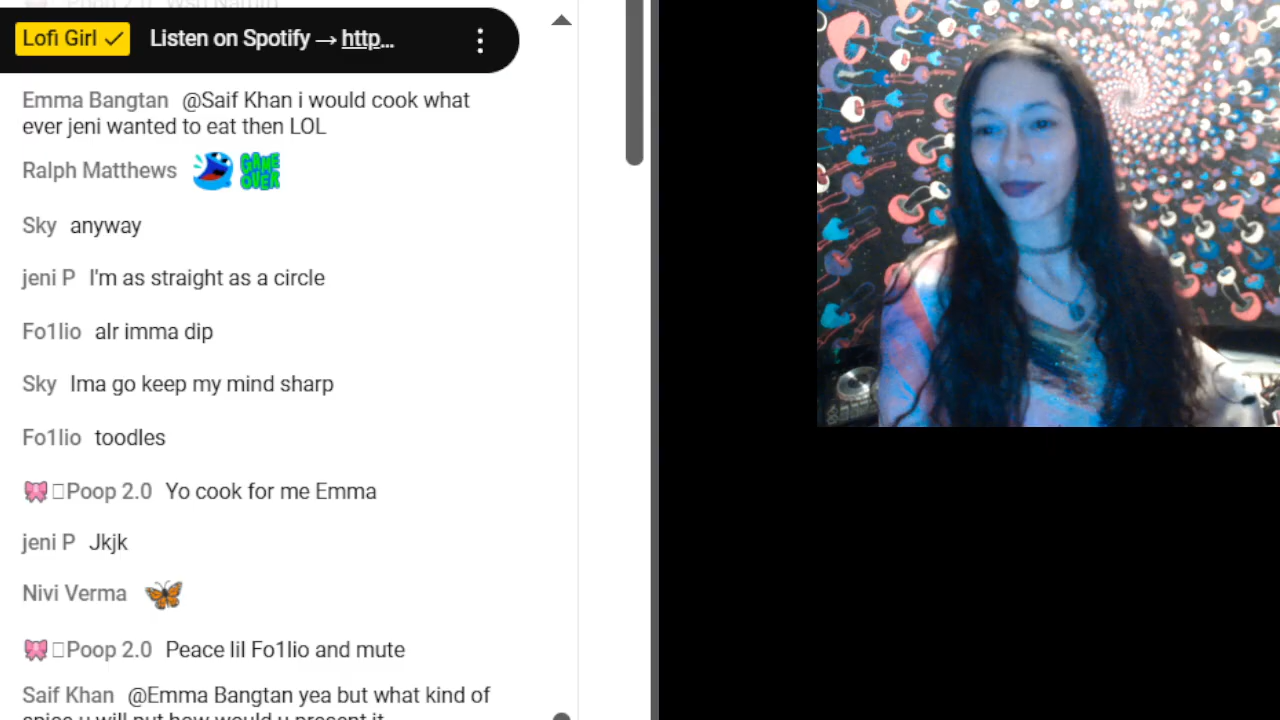 Lofi Girl ✓ Listen on Spotify → http...
Emma Bangtan @Saif Khan i would cook what
ever jeni wanted to eat then LOL
Ralph Matthews GAME OVER
Sky anyway
jeni P I'm as straight as a circle
Fo1lio alr imma dip
Sky Ima go keep my mind sharp
Fo1lio toodles
Poop 2.0 Yo cook for me Emma
jeni P Jkjk
Nivi Verma
Poop 2.0 Peace lil Fo1lio and mute
Saif Khan @Emma Bangtan yea but what kind of